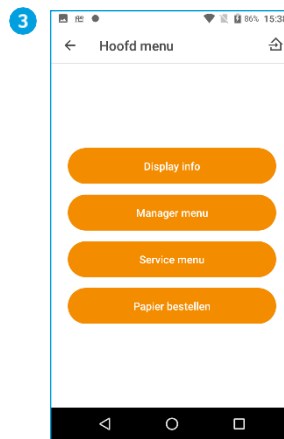 3
86% 15:38
Hoofd menu
Display info
Manager menu
Service menu
Papier bestellen